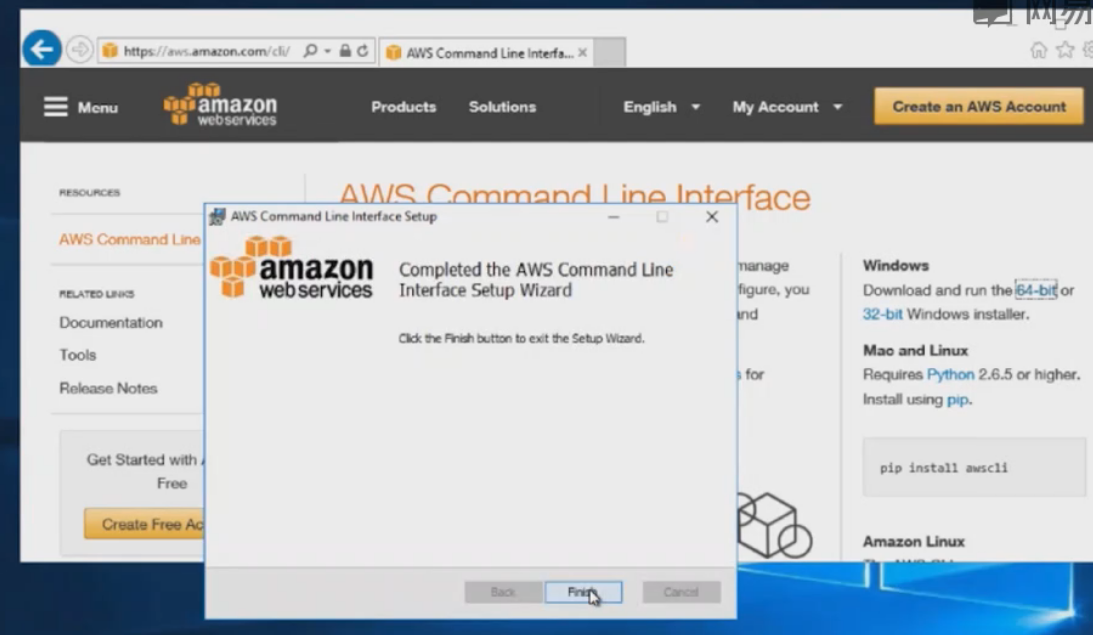 网易
https://aws.amazon.com/cli/
AWS Command Line Interfa...
Menu
amazon
web services
Products
Solutions
English
My Account
Create an AWS Account
RESOURCES
AWS Command Line Interface
AWS Command Line
RELATED LINKS
Documentation
Tools
Release Notes
Get Started with
Free
Create Free Ac
AWS Command Line Interface Setup
amazon
web services
Completed the AWS Command Line
Interface Setup Wizard
Click the Finish button to exit the Setup Wizard.
Back
Finish
Cancel
manage
figure, you
and
for
Windows
Download and run the 64-bit or
32-bit Windows installer.
Mac and Linux
Requires Python 2.6.5 or higher.
Install using pip.
pip install awscli
Amazon Linux